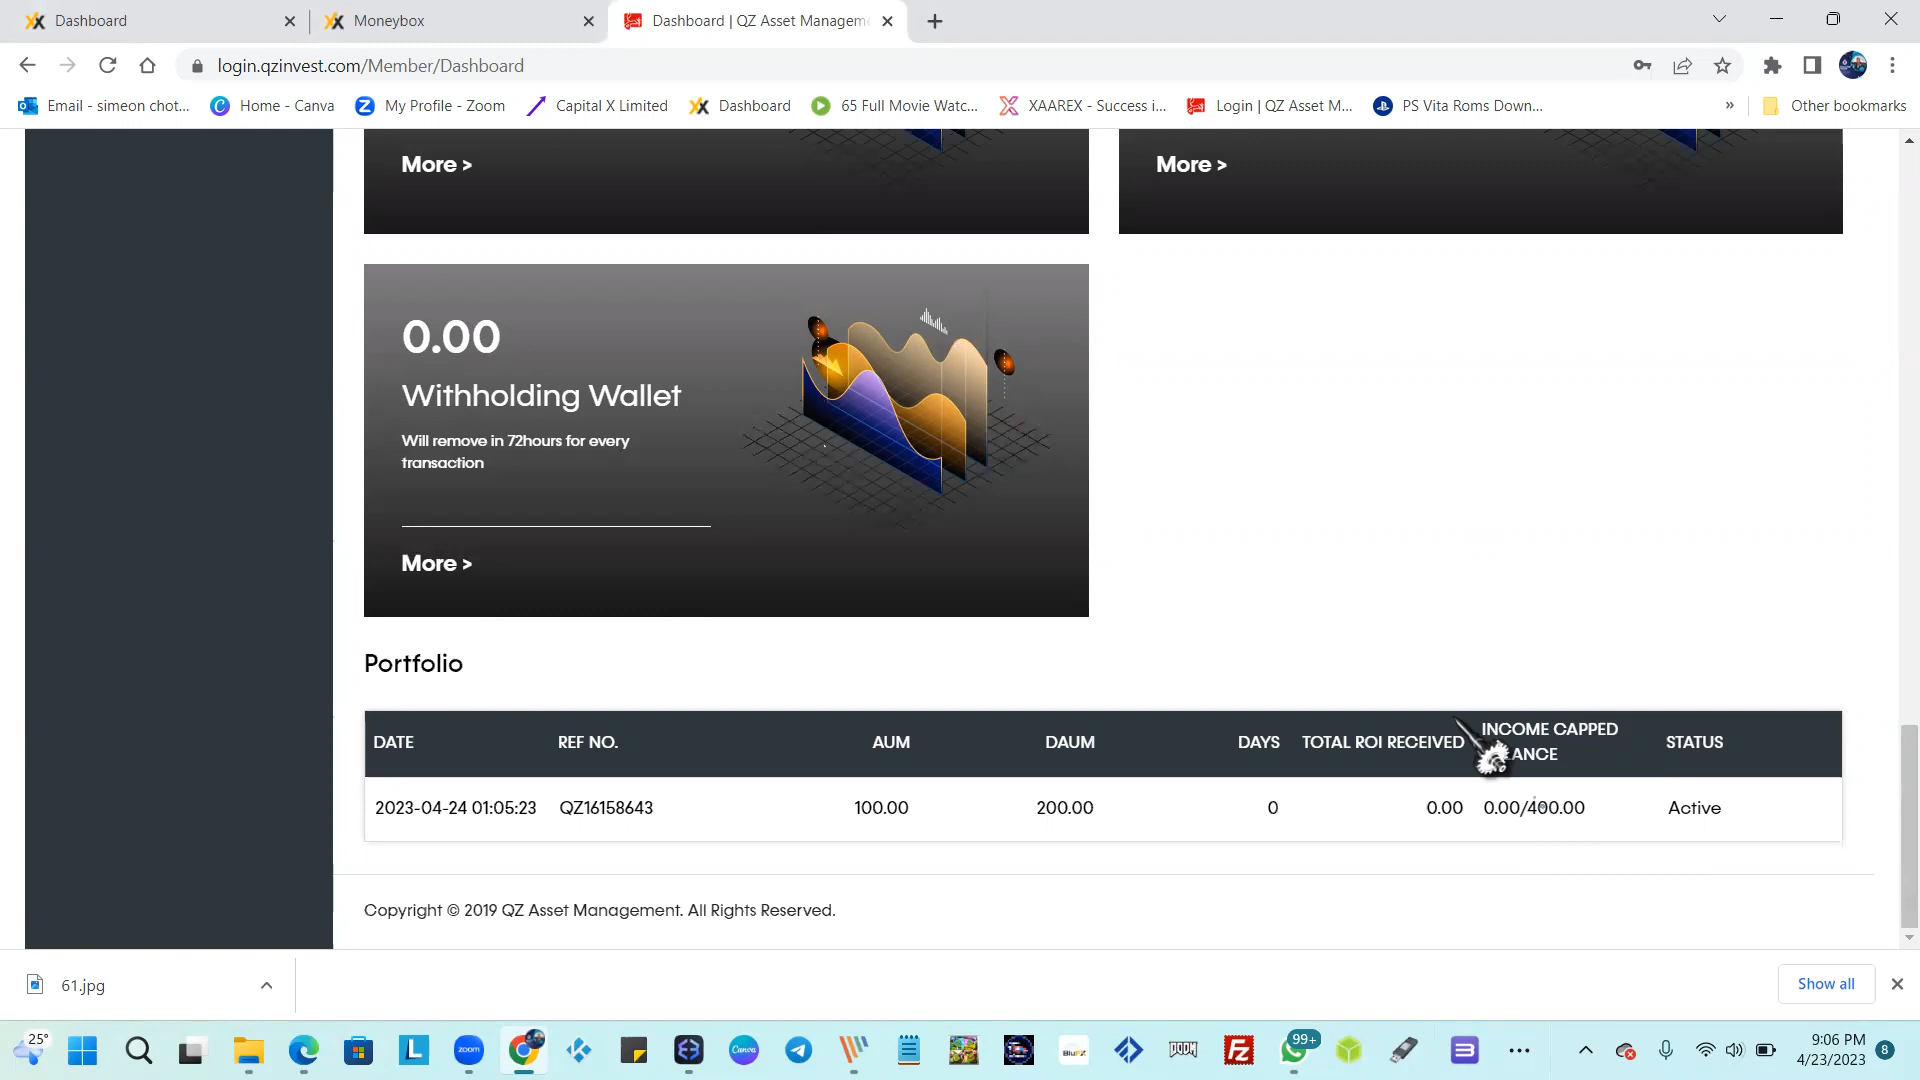 Dashboard
Moneybox
Dashboard | QZ Asset Managem
login.qzinvest.com/Member/Dashboard
Email - simeon chot...
Home - Canva
My Profile - Zoom
Capital X Limited
Dashboard
65 Full Movie Watc...
XAAREX - Success i...
Login | QZ Asset M...
PS Vita Roms Down...
»
Other bookmarks
More >
More >
0.00
Withholding Wallet
Will remove in 72hours for every
transaction
More >
Portfolio
DATE REF NO. AUM DAUM DAYS TOTAL ROI RECEIVED INCOME CAPPED
ANCE STATUS
2023-04-24 01:05:23 QZ16158643 100.00 200.00 0 0.00 0.00/400.00 Active
Copyright © 2019 QZ Asset Management. All Rights Reserved.
61.jpg
Show all
25°
zoom
Canva
BluFX
DOOM
FZ
99+
9:06 PM
4/23/2023
8